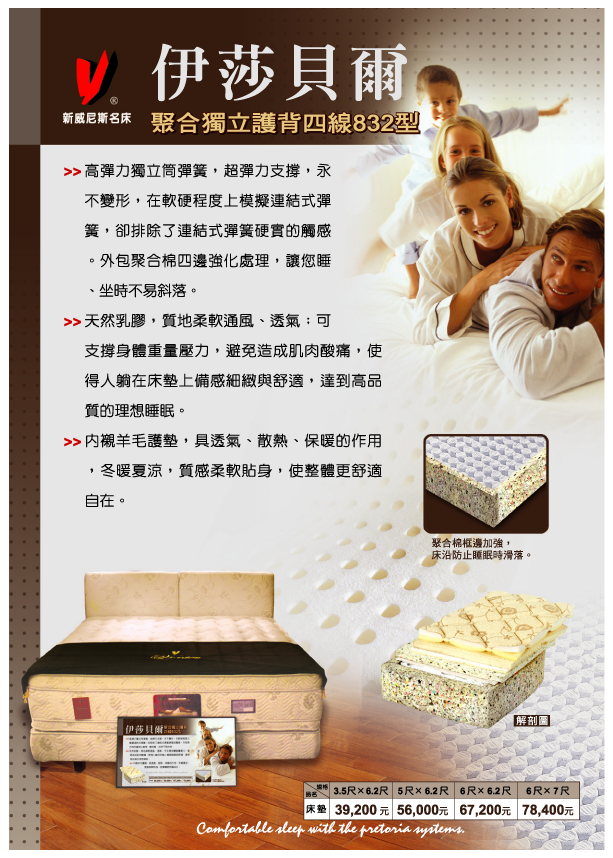 伊莎貝爾
新威尼斯名床
®
聚合獨立護背四線832型
>> 高彈力獨立筒彈簧，超彈力支撐，永
不變形，在軟硬程度上模擬連結式彈
簧，卻排除了連結式彈簧硬實的觸感
。外包聚合棉四邊強化處理，讓您睡
、坐時不易斜落。
>> 天然乳膠，質地柔軟通風、透氣；可
支撐身體重量壓力，避免造成肌肉酸痛，使
得人躺在床墊上備感細緻與舒適，達到高品
質的理想睡眠。
>> 內襯羊毛護墊，具透氣、散熱、保暖的作用
，冬暖夏涼，質感柔軟貼身，使整體更舒適
自在。
聚合棉框邊加強，
床沿防止睡眠時滑落。
解剖圖
伊莎貝爾
規格 品名 3.5尺×6.2尺 5尺×6.2尺 6尺×6.2尺 6尺×7尺
床墊 39,200元 56,000元 67,200元 78,400元
Comfortable sleep with the pretoria systems.